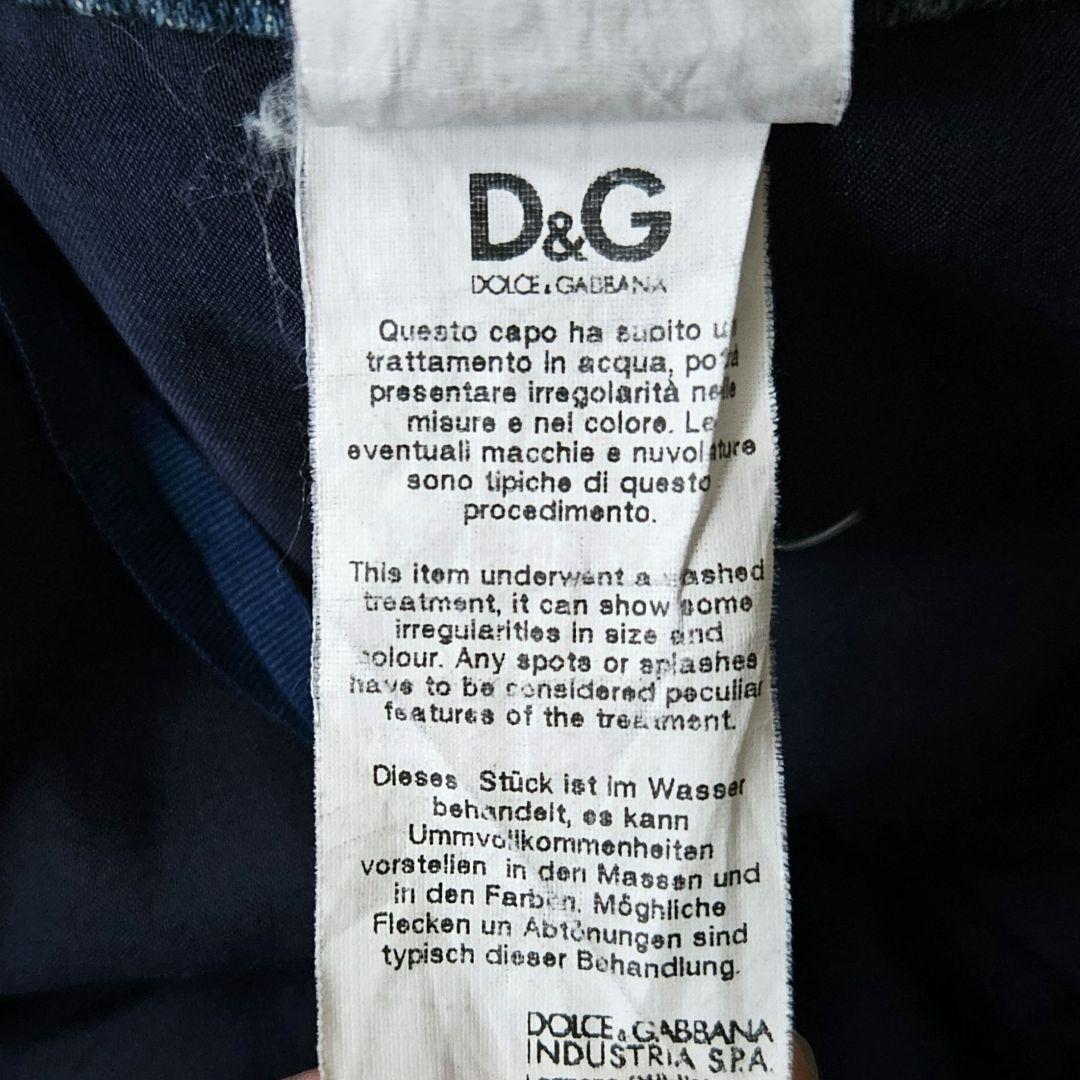 D&G
DOLCE & GABBANA
Questo capo ha subito un
trattamento in acqua, potrà
presentare irregolarità nelle
misure e nel colore. Le
eventuali macchie e nuvolature
sono tipiche di questo
procedimento.
This item underwent a washed
treatment, it can show some
irregularities in size and
colour. Any spots or splashes
have to be considered peculiar
features of the treatment.
Dieses Stück ist im Wasser
behandelt, es kann
Ummvollkommenheiten
vorstellen in den Massen und
in den Farben. Möghliche
Flecken un Abtönungen sind
typisch dieser Behandlung.
DOLCE & GABBANA
INDUSTRIA S.P.A.